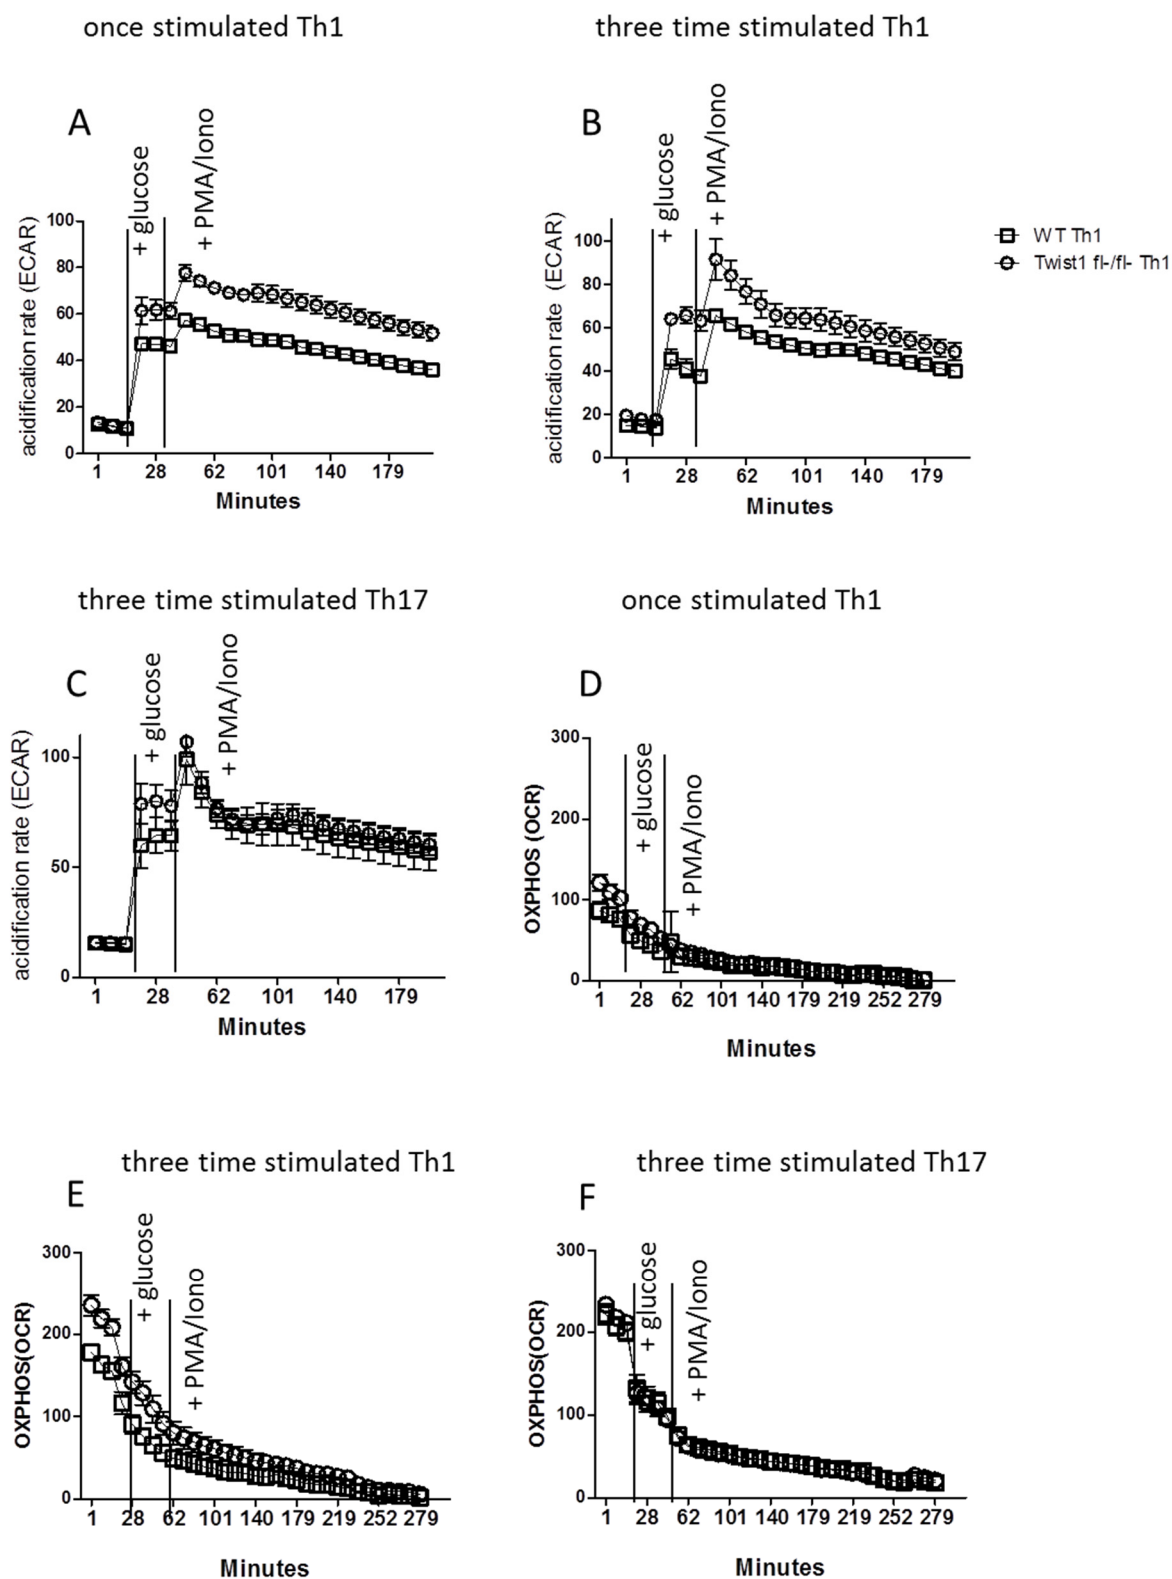 once stimulated Th1
three time stimulated Th1
A
+ glucose
+ PMA/Iono
acidification rate (ECAR)
100
80
60
40
20
0
1 28 62 101 140 179
Minutes
B
+ glucose
+ PMA/Iono
acidification rate (ECAR)
100
80
60
40
20
0
1 28 62 101 140 179
Minutes
WT Th1
Twist1 fl-/fl- Th1
three time stimulated Th17
once stimulated Th1
C
+ glucose
+ PMA/Iono
acidification rate (ECAR)
100
50
0
1 28 62 101 140 179
Minutes
D
+ glucose
+ PMA/Iono
OXPHOS (OCR)
300
200
100
0
1 28 62 101 140 179 219 252 279
Minutes
three time stimulated Th1
three time stimulated Th17
E
+ glucose
+ PMA/Iono
OXPHOS(OCR)
300
200
100
0
1 28 62 101 140 179 219 252 279
Minutes
F
+ glucose
+ PMA/Iono
OXPHOS(OCR)
300
200
100
0
1 28 62 101 140 179 219 252 279
Minutes